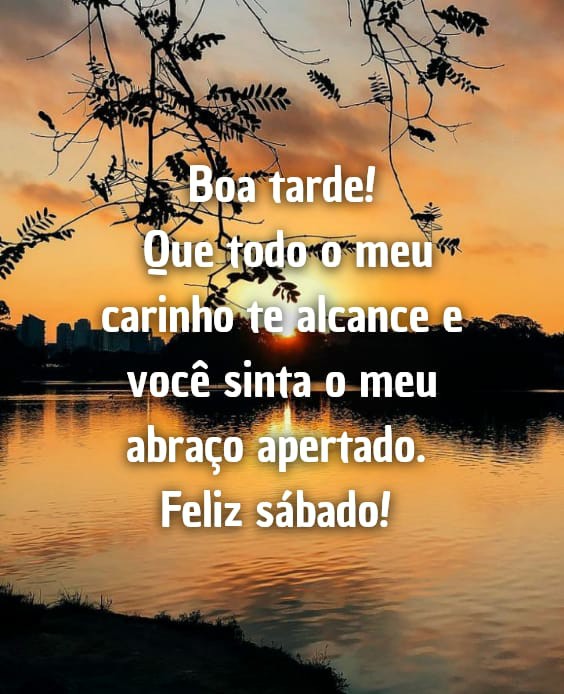 Boa tarde!
Que todo o meu
carinho te alcance e
você sinta o meu
abraço apertado.
Feliz sábado!